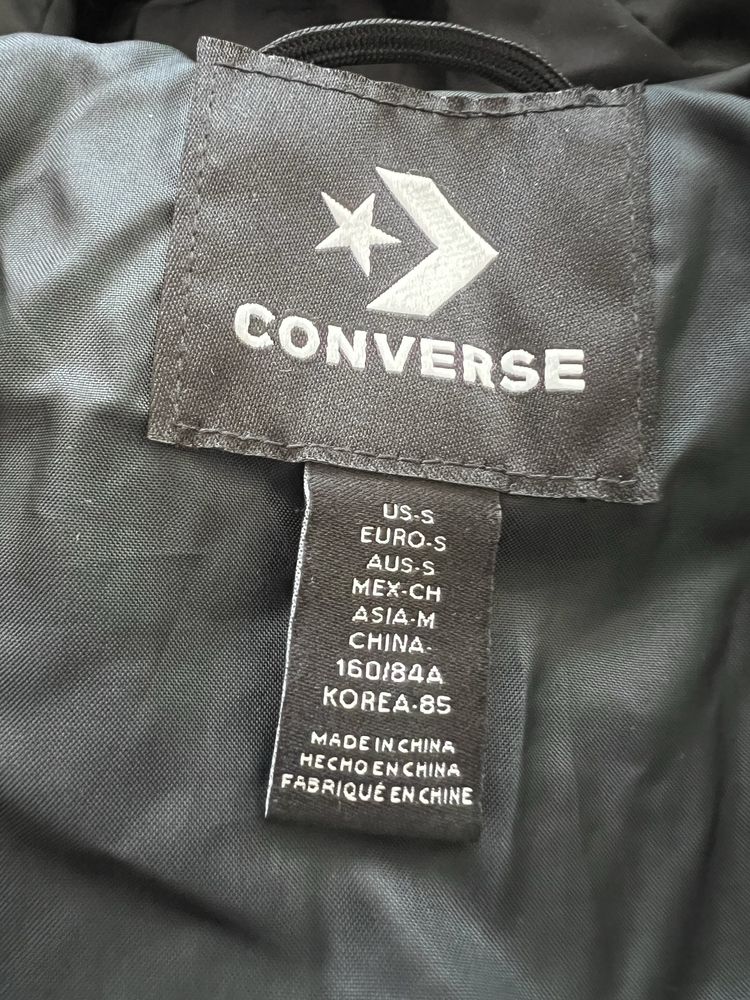 CONVERSE
US-S
EURO-S
AUS-S
MEX-CH
ASIA-M
CHINA-
160/84A
KOREA-85
MADE IN CHINA
HECHO EN CHINA
FABRIQUÉ EN CHINE